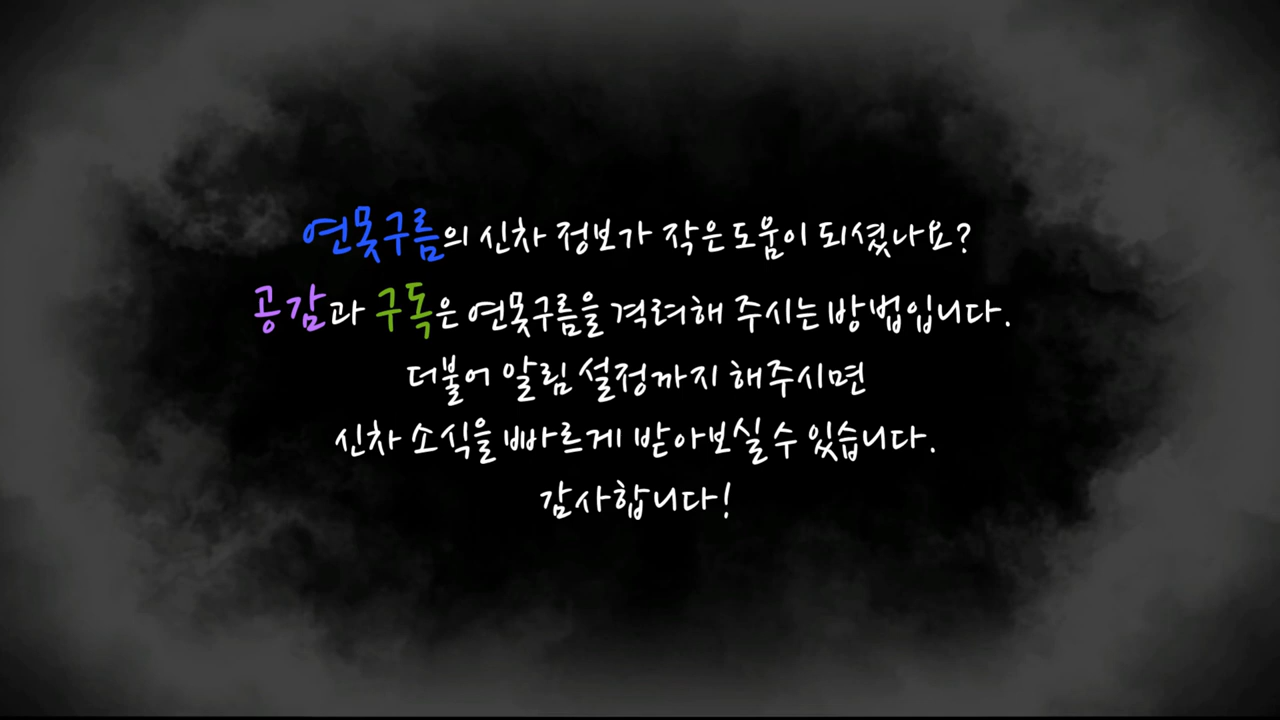 연못구름의 신차 정보가 작은 도움이 되셨나요?
공감과 구독은 연못구름을 격려해 주시는 방법입니다.
더불어 알림 설정까지 해주시면
신차 소식을 빠르게 받아보실 수 있습니다.
감사합니다!